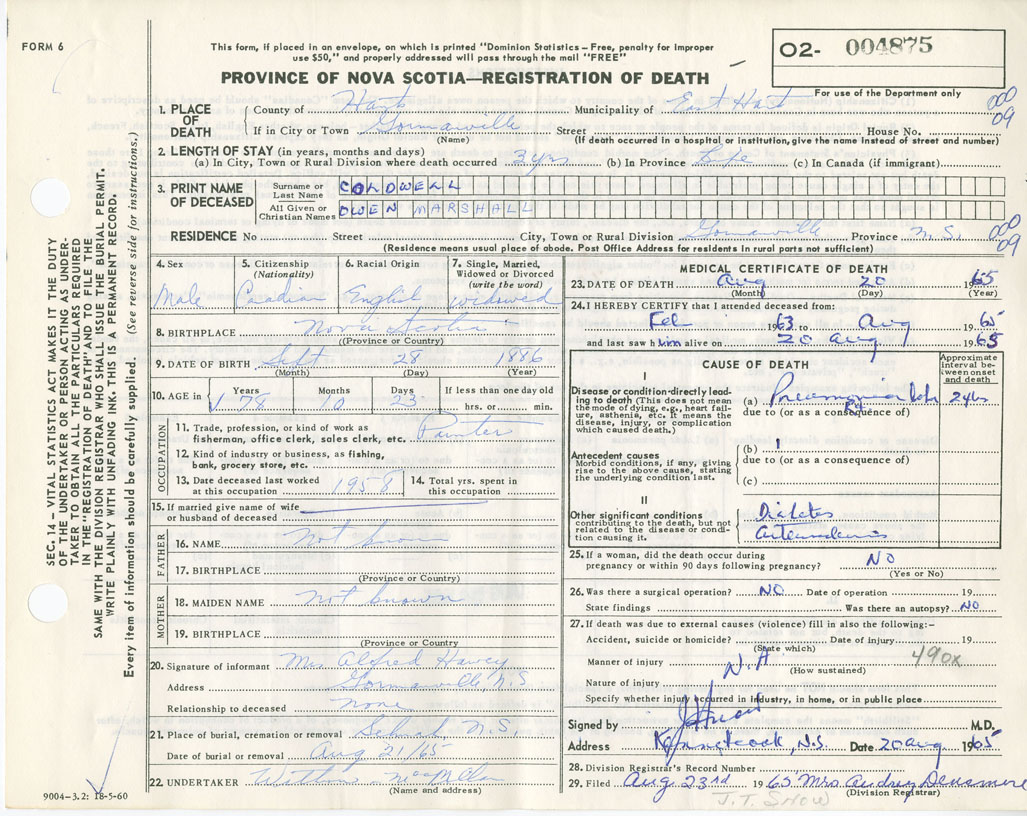 FORM 6
This form, if placed in an envelope, on which is printed "Dominion Statistics – Free, penalty for improper
use $50," and properly addressed will pass through the mail "FREE"
PROVINCE OF NOVA SCOTIA—REGISTRATION OF DEATH
O2- 004875
For use of the Department only
1. PLACE OF DEATH
County of Hants Municipality of East Hants 000 09
If in City or Town Gormanville Street House No.
(Name) (If death occurred in a hospital or institution, give the name instead of street and number)
2. LENGTH OF STAY (in years, months and days)
(a) In City, Town or Rural Division where death occurred 3 yrs (b) In Province Life (c) In Canada (if immigrant)
3. PRINT NAME OF DECEASED
Surname or Last Name COLDWELL
All Given or Christian Names OWEN MARSHALL
RESIDENCE No Street City, Town or Rural Division Gormanville Province N.S. 000 09
(Residence means usual place of abode. Post Office Address for residents in rural parts not sufficient)
4. Sex Male
5. Citizenship (Nationality) Canadian
6. Racial Origin English
7. Single, Married, Widowed or Divorced (write the word) widowed
8. BIRTHPLACE Nova Scotia
(Province or Country)
9. DATE OF BIRTH Sept 28 1886
(Month) (Day) (Year)
10. AGE in Years 78 Months 10 Days 23 If less than one day old
hrs. or min.
OCCUPATION
11. Trade, profession, or kind of work as
fisherman, office clerk, sales clerk, etc. Painter
12. Kind of industry or business, as fishing,
bank, grocery store, etc.
13. Date deceased last worked at this occupation 1958
14. Total yrs. spent in this occupation
15. If married give name of wife
or husband of deceased
FATHER
16. NAME Not known
17. BIRTHPLACE
(Province or Country)
MOTHER
18. MAIDEN NAME Not known
19. BIRTHPLACE
(Province or Country)
20. Signature of informant Mrs Alfred Harvey
Address Gormanville, N.S.
Relationship to deceased none
21. Place of burial, cremation or removal Selmah, N.S.
Date of burial or removal Aug 21/65
22. UNDERTAKER
(Name and address)
9004-3.2: 18-5-60
MEDICAL CERTIFICATE OF DEATH
23. DATE OF DEATH Aug 20 1965
(Month) (Day) (Year)
24. I HEREBY CERTIFY that I attended deceased from:
Feb 1963 to Aug 1965
and last saw him alive on 20 Aug 1965
CAUSE OF DEATH
Approximate interval between onset and death
I
Disease or condition directly leading to death (This does not mean
the mode of dying, e.g., heart failure, asthenia, etc. It means the
disease, injury, or complication
which caused death.)
(a) Pneumonia
due to (or as a consequence of)
Antecedent causes
Morbid conditions, if any, giving
rise to the above cause, stating
the underlying condition last.
(b)
due to (or as a consequence of)
(c)
II
Other significant conditions
contributing to the death, but not
related to the disease or condition causing it.
Diabetes
25. If a woman, did the death occur during
pregnancy or within 90 days following pregnancy? NO
(Yes or No)
26. Was there a surgical operation? NO Date of operation 19
State findings Was there an autopsy? NO
27. If death was due to external causes (violence) fill in also the following:–
Accident, suicide or homicide? Date of injury 19
(State which)
Manner of injury N.A 490x
(How sustained)
Nature of injury
Specify whether injury occurred in industry, in home, or in public place
Signed by M.D.
Address Kennetcook, N.S. Date 20 Aug 1965
28. Division Registrar's Record Number
29. Filed Aug 23rd 1965 Mrs Audrey Densmore
(Division Registrar)
J.T. SNOW
SEC. 14 – VITAL STATISTICS ACT MAKES IT THE DUTY
OF THE UNDERTAKER OR PERSON ACTING AS UNDER-
TAKER TO OBTAIN ALL THE PARTICULARS REQUIRED
IN THE "REGISTRATION OF DEATH" AND TO FILE THE
SAME WITH THE DIVISION REGISTRAR WHO SHALL ISSUE THE BURIAL PERMIT.
WRITE PLAINLY WITH UNFADING INK. THIS IS A PERMANENT RECORD.
Every item of information should be carefully supplied. (See reverse side for instructions.)